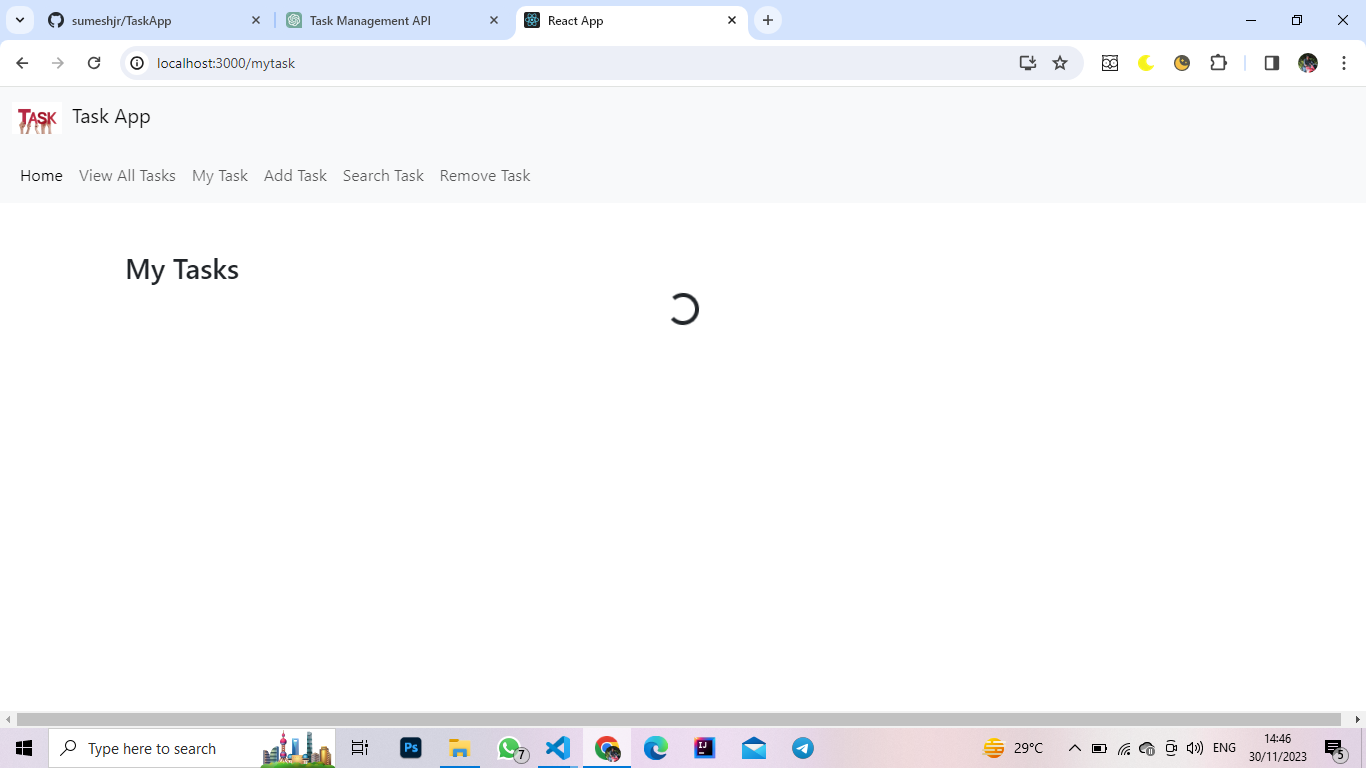 sumeshjr/TaskApp
Task Management API
React App
localhost:3000/mytask
TASK
Task App
Home View All Tasks My Task Add Task Search Task Remove Task
My Tasks
Type here to search
Ps
7
IJ
29°C
ENG
14:46
30/11/2023
5